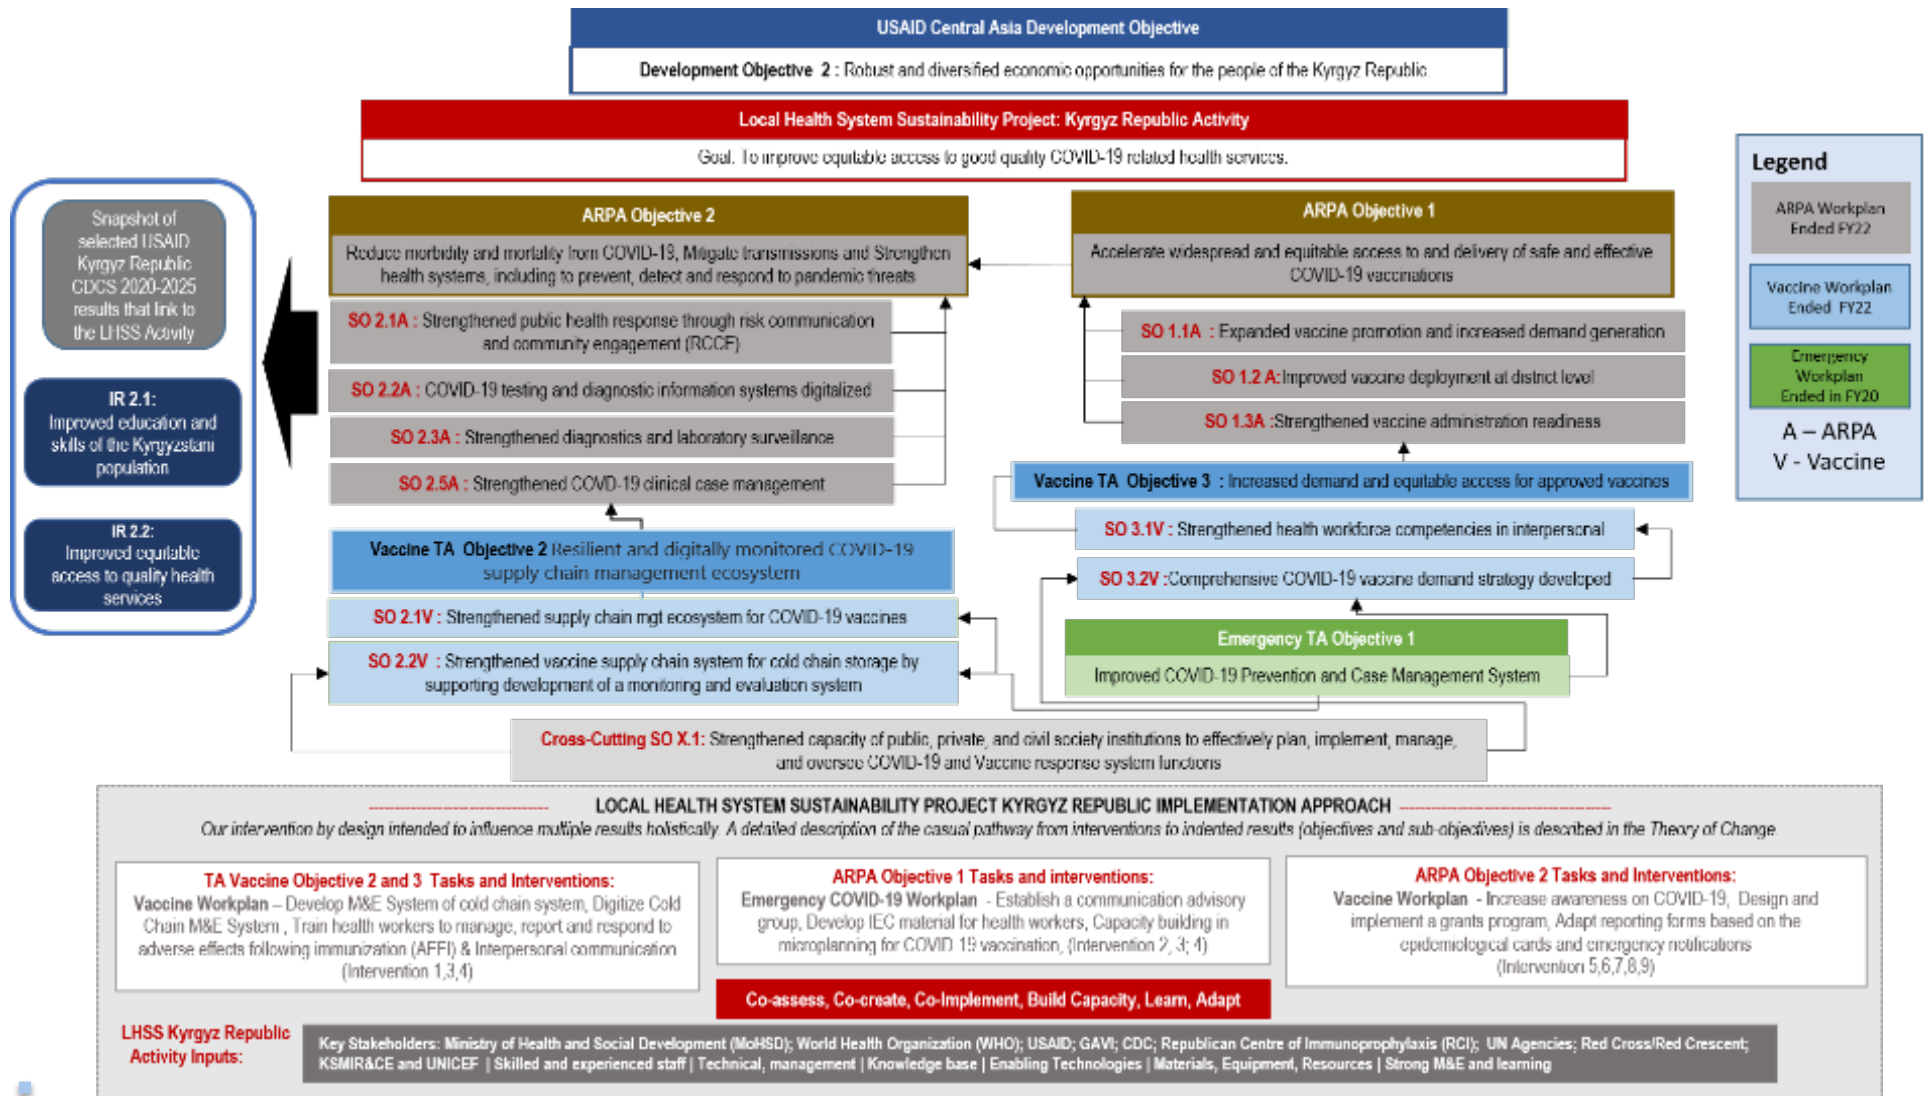 USAID Central Asia Development Objective
Development Objective 2 : Robust and diversified economic opportunities for the people of the Kyrgyz Republic.
Local Health System Sustainability Project: Kyrgyz Republic Activity
Goal. To improve equitable access to good quality COVID-19 related health services.
Snapshot of
selected USAID
Kyrgyz Republic
CDCS 2020-2025
results that link to
the LHSS Activity
IR 2.1:
Improved education and
skills of the Kyrgyzstani
population
IR 2.2:
Improved equitable
access to quality health
services
ARPA Objective 2
Reduce morbidity and mortality from COVID-19, Mitigate transmissions and Strengthen
health systems, including to prevent, detect and respond to pandemic threats
SO 2.1A : Strengthened public health response through risk communication
and community engagement (RCCE)
SO 2.2A : COVID-19 testing and diagnostic information systems digitalized
SO 2.3A : Strengthened diagnostics and laboratory surveillance
SO 2.5A : Strengthened COVD-19 clinical case management
Vaccine TA Objective 2 Resilient and digitally monitored COVID-19
supply chain management ecosystem
SO 2.1V : Strengthened supply chain mgt ecosystem for COVID-19 vaccines
SO 2.2V : Strengthened vaccine supply chain system for cold chain storage by
supporting development of a monitoring and evaluation system
ARPA Objective 1
Accelerate widespread and equitable access to and delivery of safe and effective
COVID-19 vaccinations
SO 1.1A : Expanded vaccine promotion and increased demand generation
SO 1.2 A:Improved vaccine deployment at district level
SO 1.3A :Strengthened vaccine administration readiness
Vaccine TA Objective 3 : Increased demand and equitable access for approved vaccines
SO 3.1V : Strengthened health workforce competencies in interpersonal
SO 3.2V :Comprehensive COVID-19 vaccine demand strategy developed
Emergency TA Objective 1
Improved COVID-19 Prevention and Case Management System
Cross-Cutting SO X.1: Strengthened capacity of public, private, and civil society institutions to effectively plan, implement, manage,
and oversee COVID-19 and Vaccine response system functions
Legend
ARPA Workplan
Ended FY22
Vaccine Workplan
Ended FY22
Emergency
Workplan
Ended in FY20
A – ARPA
V - Vaccine
LOCAL HEALTH SYSTEM SUSTAINABILITY PROJECT KYRGYZ REPUBLIC IMPLEMENTATION APPROACH
Our intervention by design intended to influence multiple results holistically. A detailed description of the casual pathway from interventions to indented results (objectives and sub-objectives) is described in the Theory of Change.
TA Vaccine Objective 2 and 3 Tasks and Interventions:
Vaccine Workplan – Develop M&E System of cold chain system, Digitize Cold
Chain M&E System , Train health workers to manage, report and respond to
adverse effects following immunization (AFFI) & Interpersonal communication
(Intervention 1,3,4)
ARPA Objective 1 Tasks and interventions:
Emergency COVID-19 Workplan - Establish a communication advisory
group, Develop IEC material for health workers, Capacity building in
microplanning for COVID 19 vaccination, (Intervention 2, 3; 4)
ARPA Objective 2 Tasks and Interventions:
Vaccine Workplan - Increase awareness on COVID-19, Design and
implement a grants program, Adapt reporting forms based on the
epidemiological cards and emergency notifications
(Intervention 5,6,7,8,9)
Co-assess, Co-create, Co-Implement, Build Capacity, Learn, Adapt
LHSS Kyrgyz Republic
Activity Inputs:
Key Stakeholders: Ministry of Health and Social Development (MoHSD); World Health Organization (WHO); USAID; GAVI; CDC; Republican Centre of Immunoprophylaxis (RCI); UN Agencies; Red Cross/Red Crescent;
KSMIR&CE and UNICEF | Skilled and experienced staff | Technical, management | Knowledge base | Enabling Technologies | Materials, Equipment, Resources | Strong M&E and learning